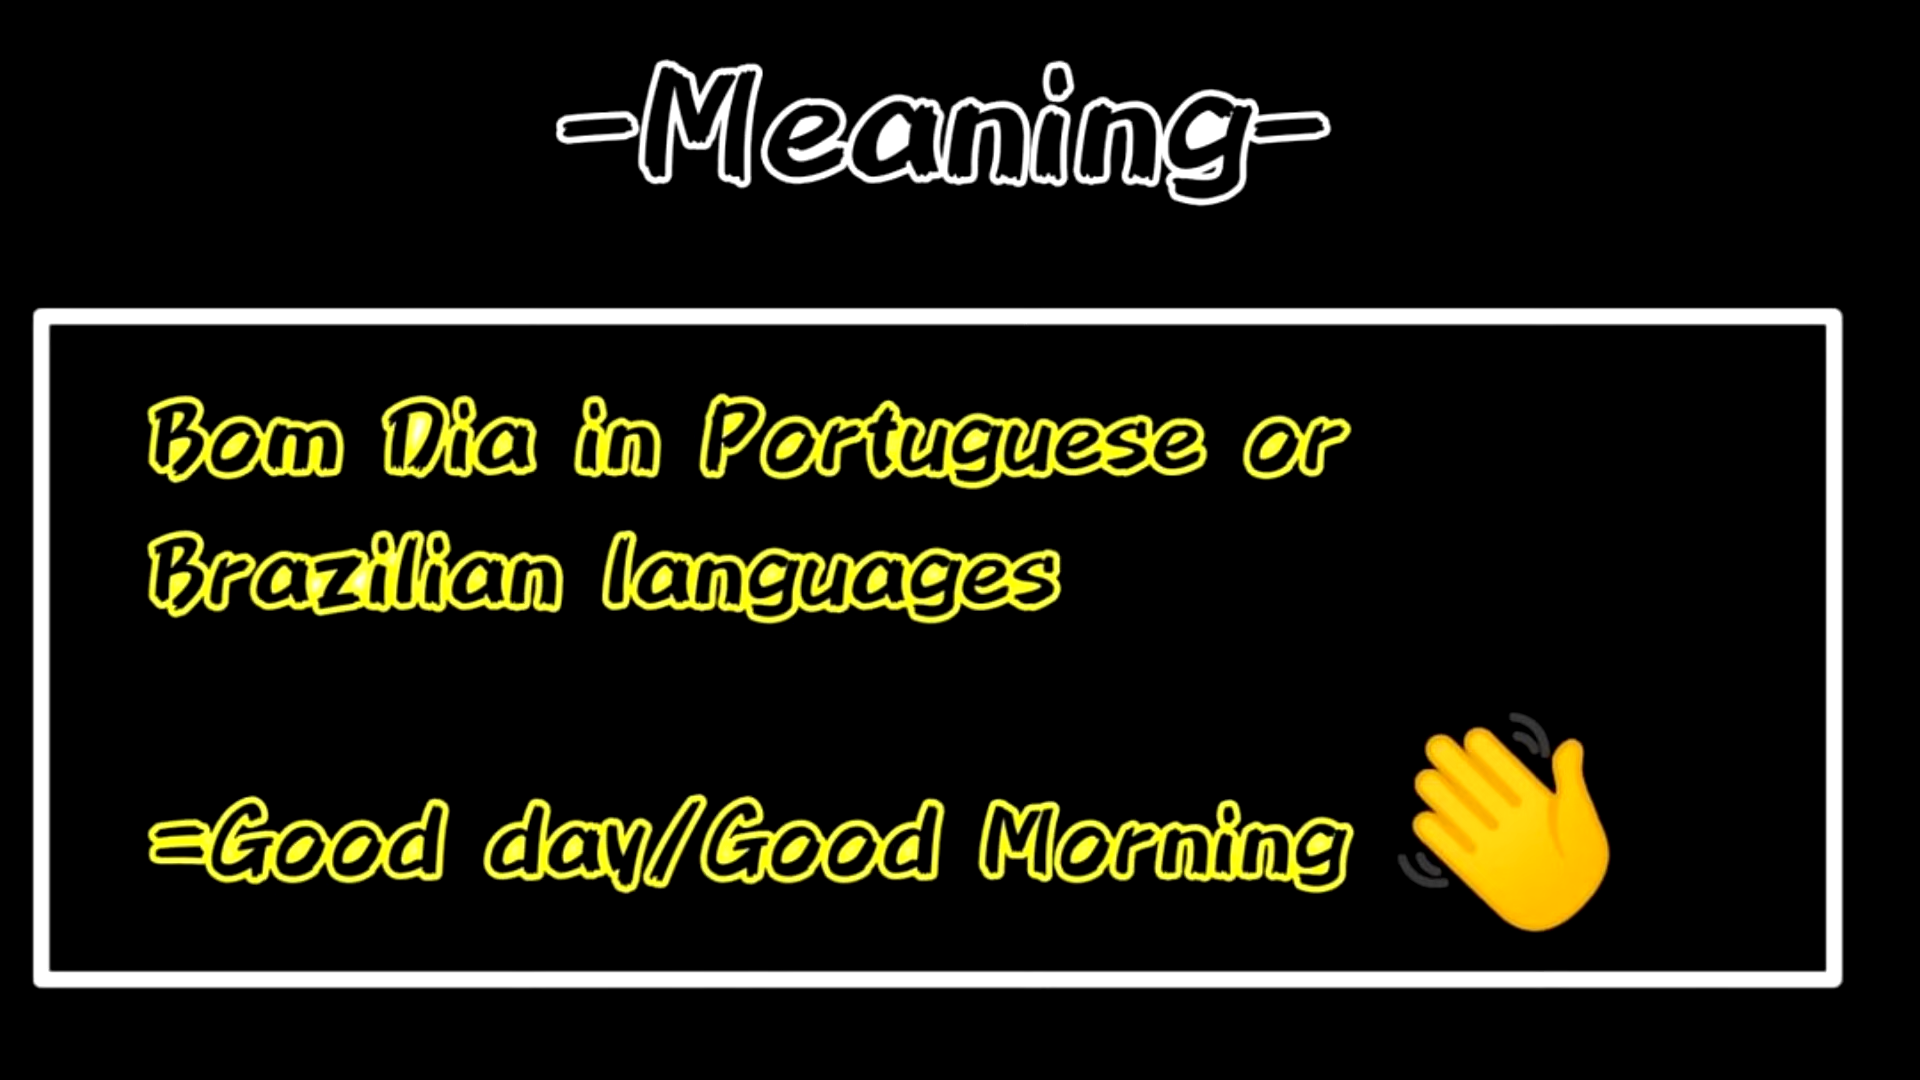 -Meaning-
Bom Dia in Portuguese or
Brazilian languages
=Good day/Good Morning